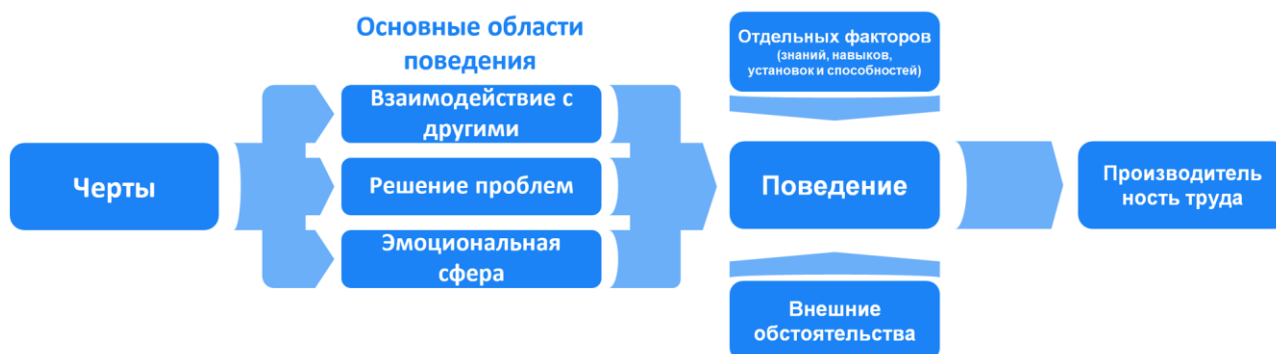 Основные области
поведения
Черты
Взаимодействие с
другими
Решение проблем
Эмоциональная
сфера
Отдельных факторов
(знаний, навыков,
установок и способностей)
Поведение
Внешние
обстоятельства
Производитель
ность труда